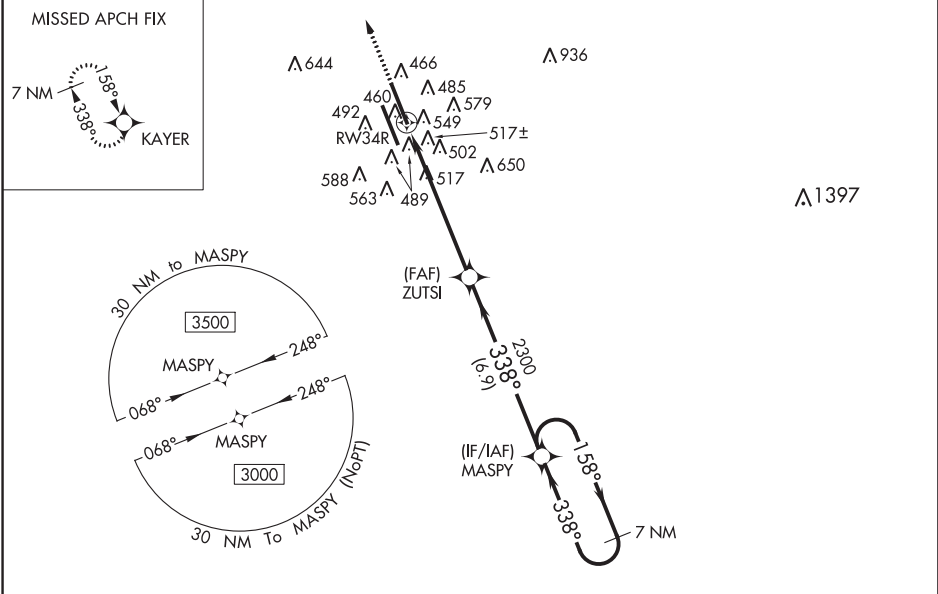 MISSED APCH FIX
7 NM
158°
338°
KAYER
644
466
936
485
579
460
492
549
RW34R
517±
502
650
588
517
563
489
1397
(FAF)
ZUTSI
30 NM to MASPY
3500
MASPY
248°
068°
248°
068°
MASPY
3000
30 NM To MASPY (NoPT)
2300
338°
(6.9)
(IF/IAF)
MASPY
158°
338°
7 NM